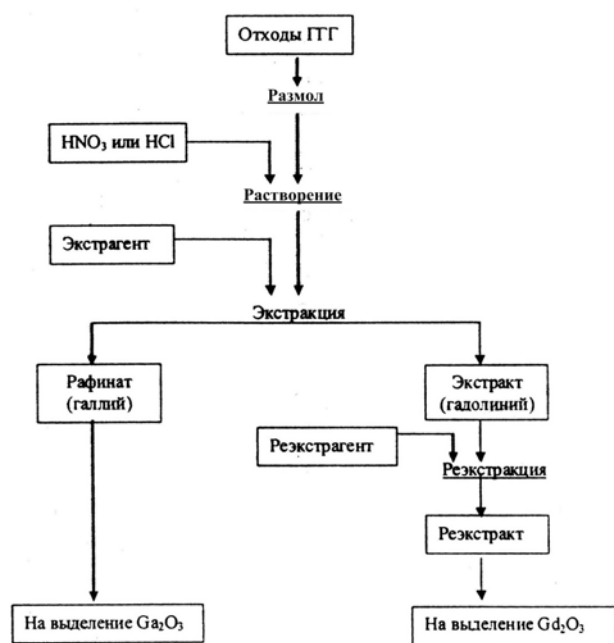 Отходы ГГГ
Размол
HNO₃ или HCl
Растворение
Экстрагент
Экстракция
Рафинат
(галлий)
Экстракт
(гадолиний)
Реэкстрагент
Реэкстракция
Реэкстракт
На выделение Ga₂O₃
На выделение Gd₂O₃